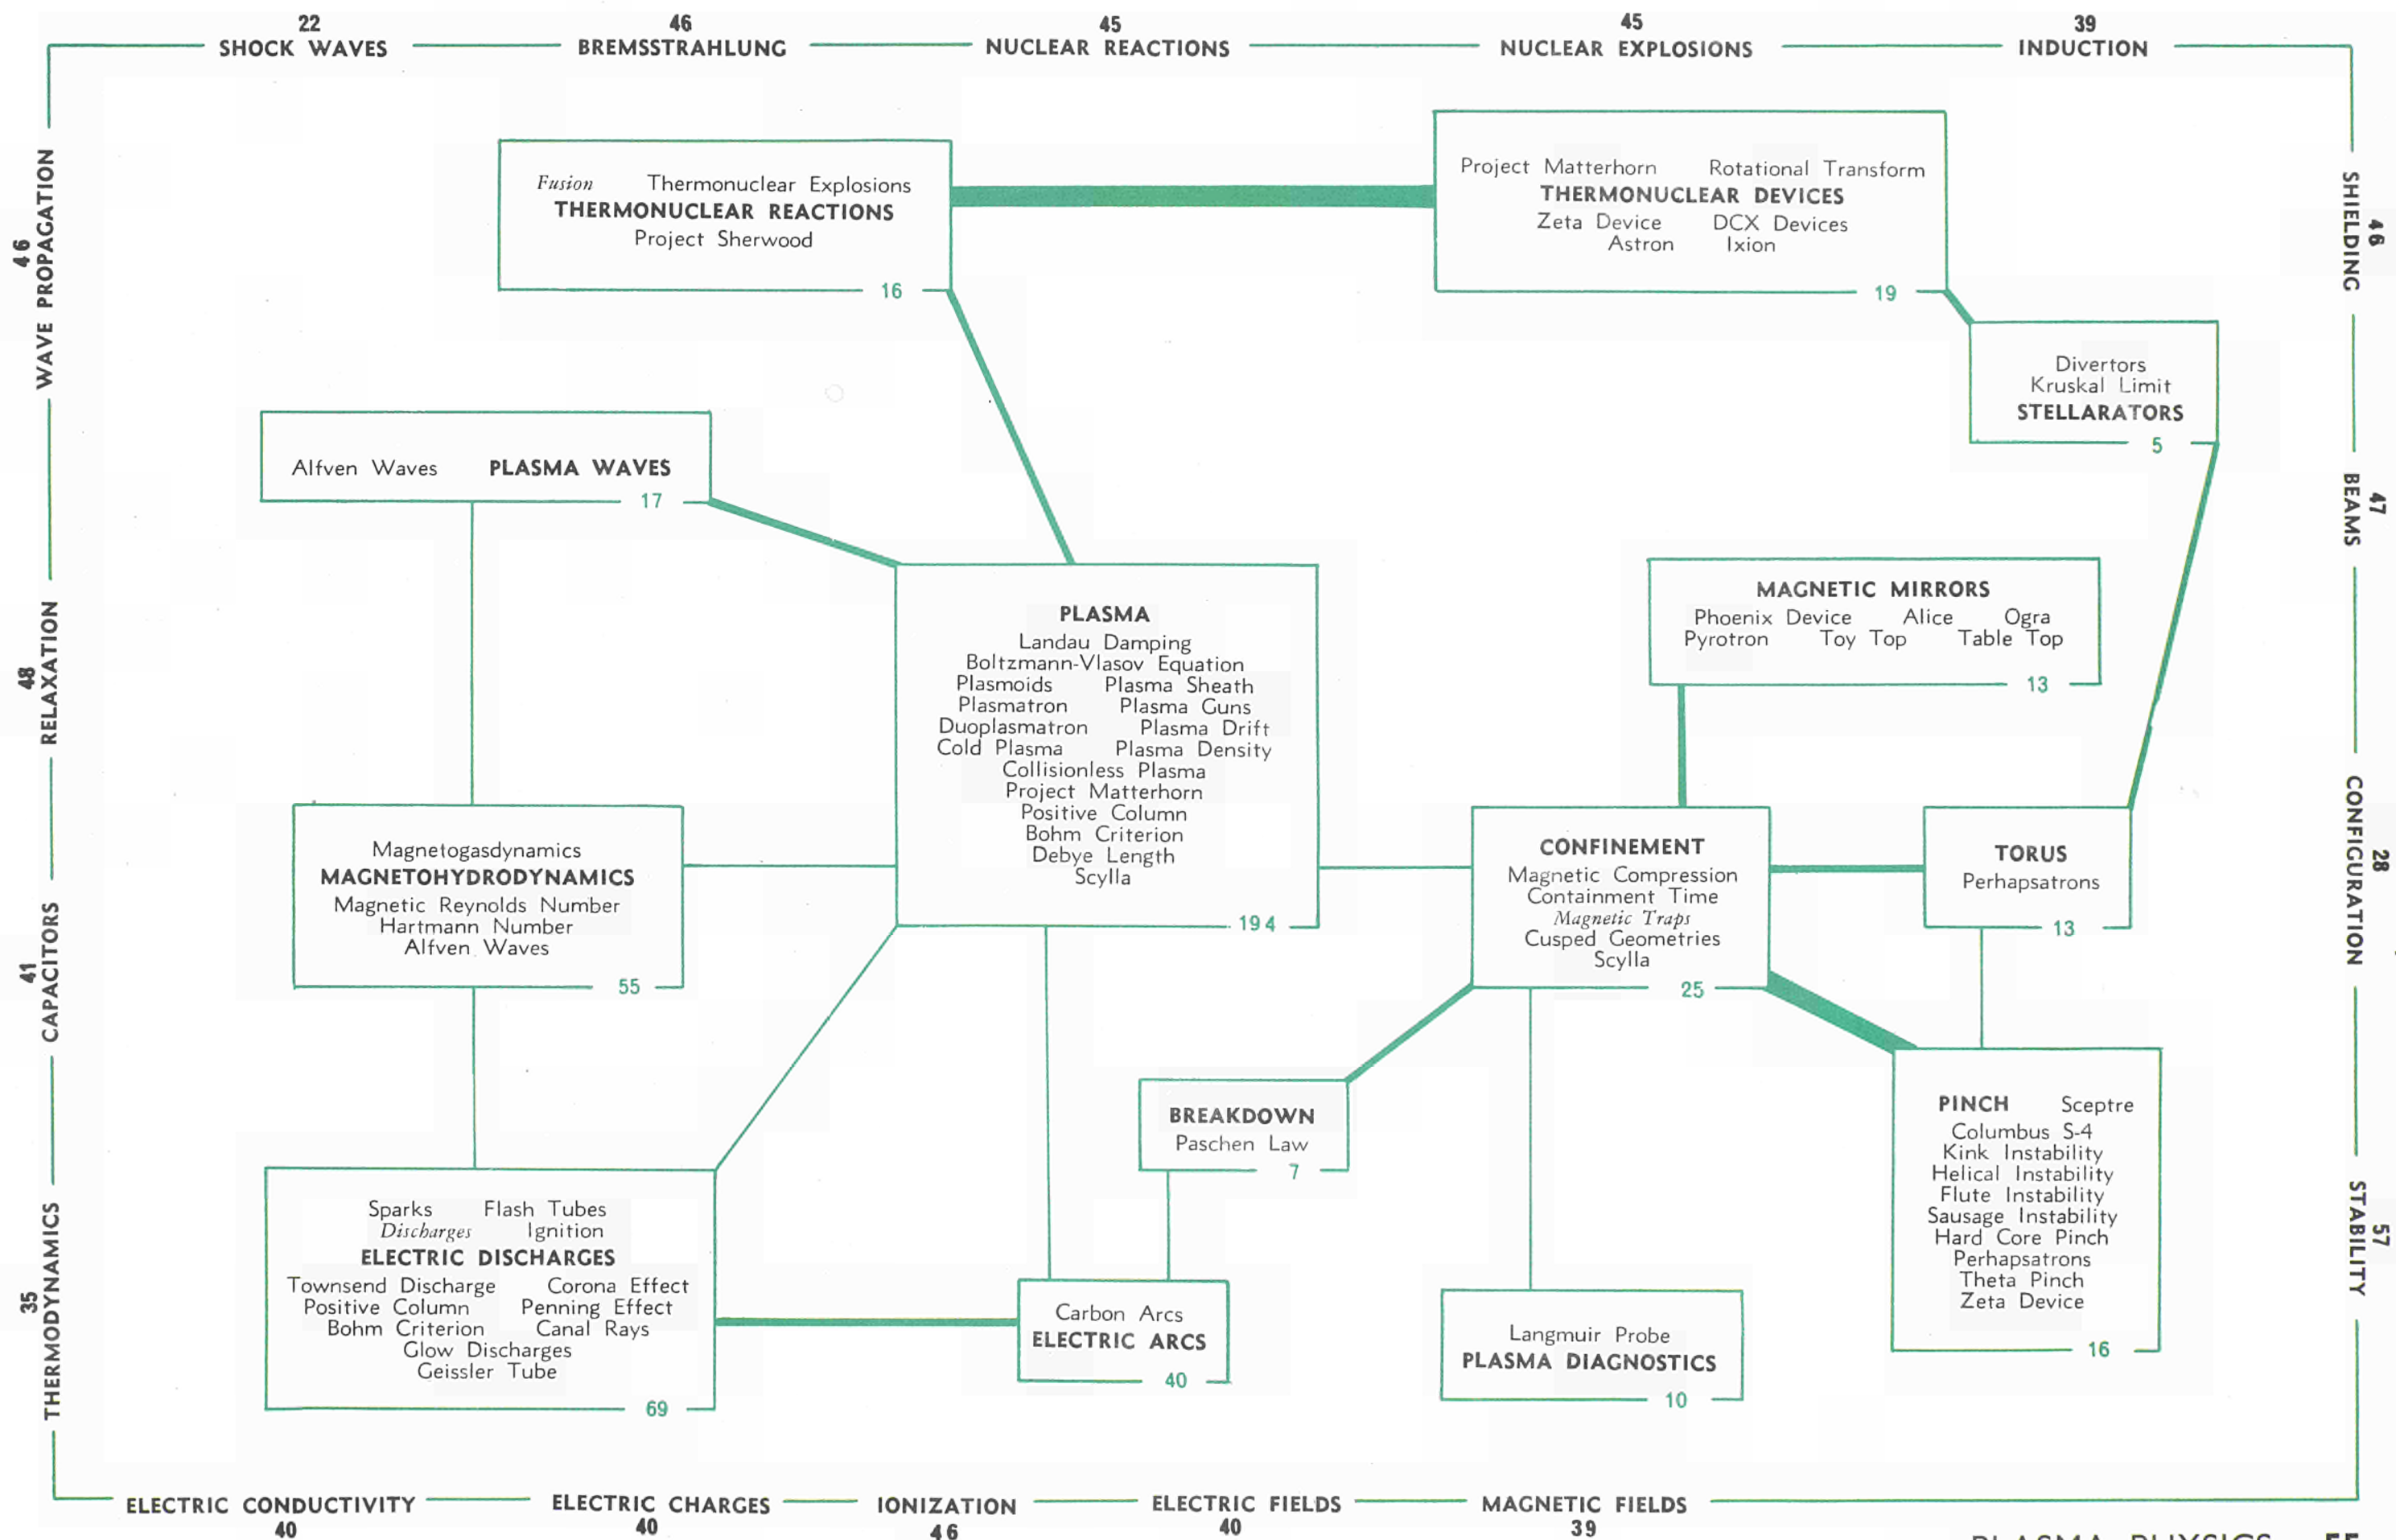 22
SHOCK WAVES
46
BREMSSTRAHLUNG
45
NUCLEAR REACTIONS
45
NUCLEAR EXPLOSIONS
39
INDUCTION
46
WAVE PROPAGATION
48
RELAXATION
41
CAPACITORS
35
THERMODYNAMICS
Fusion Thermonuclear Explosions
THERMONUCLEAR REACTIONS
Project Sherwood
16
Project Matterhorn Rotational Transform
THERMONUCLEAR DEVICES
Zeta Device DCX Devices
Astron Ixion
19
Divertors
Kruskal Limit
STELLARATORS
5
Alfven Waves PLASMA WAVES
17
PLASMA
Landau Damping
Boltzmann-Vlasov Equation
Plasmoids Plasma Sheath
Plasmatron Plasma Guns
Duoplasmatron Plasma Drift
Cold Plasma Plasma Density
Collisionless Plasma
Project Matterhorn
Positive Column
Bohm Criterion
Debye Length
Scylla
194
MAGNETIC MIRRORS
Phoenix Device Alice Ogra
Pyrotron Toy Top Table Top
13
Magnetogasdynamics
MAGNETOHYDRODYNAMICS
Magnetic Reynolds Number
Hartmann Number
Alfven Waves
55
CONFINEMENT
Magnetic Compression
Containment Time
Magnetic Traps
Cusped Geometries
Scylla
25
TORUS
Perhapsatrons
13
BREAKDOWN
Paschen Law
7
PINCH Sceptre
Columbus S-4
Kink Instability
Helical Instability
Flute Instability
Sausage Instability
Hard Core Pinch
Perhapsatrons
Theta Pinch
Zeta Device
16
Sparks Flash Tubes
Discharges Ignition
ELECTRIC DISCHARGES
Townsend Discharge Corona Effect
Positive Column Penning Effect
Bohm Criterion Canal Rays
Glow Discharges
Geissler Tube
69
Carbon Arcs
ELECTRIC ARCS
40
Langmuir Probe
PLASMA DIAGNOSTICS
10
46
SHIELDING
47
BEAMS
28
CONFIGURATION
57
STABILITY
ELECTRIC CONDUCTIVITY
40
ELECTRIC CHARGES
40
IONIZATION
46
ELECTRIC FIELDS
40
MAGNETIC FIELDS
39
PLASMA PHYSICS 55